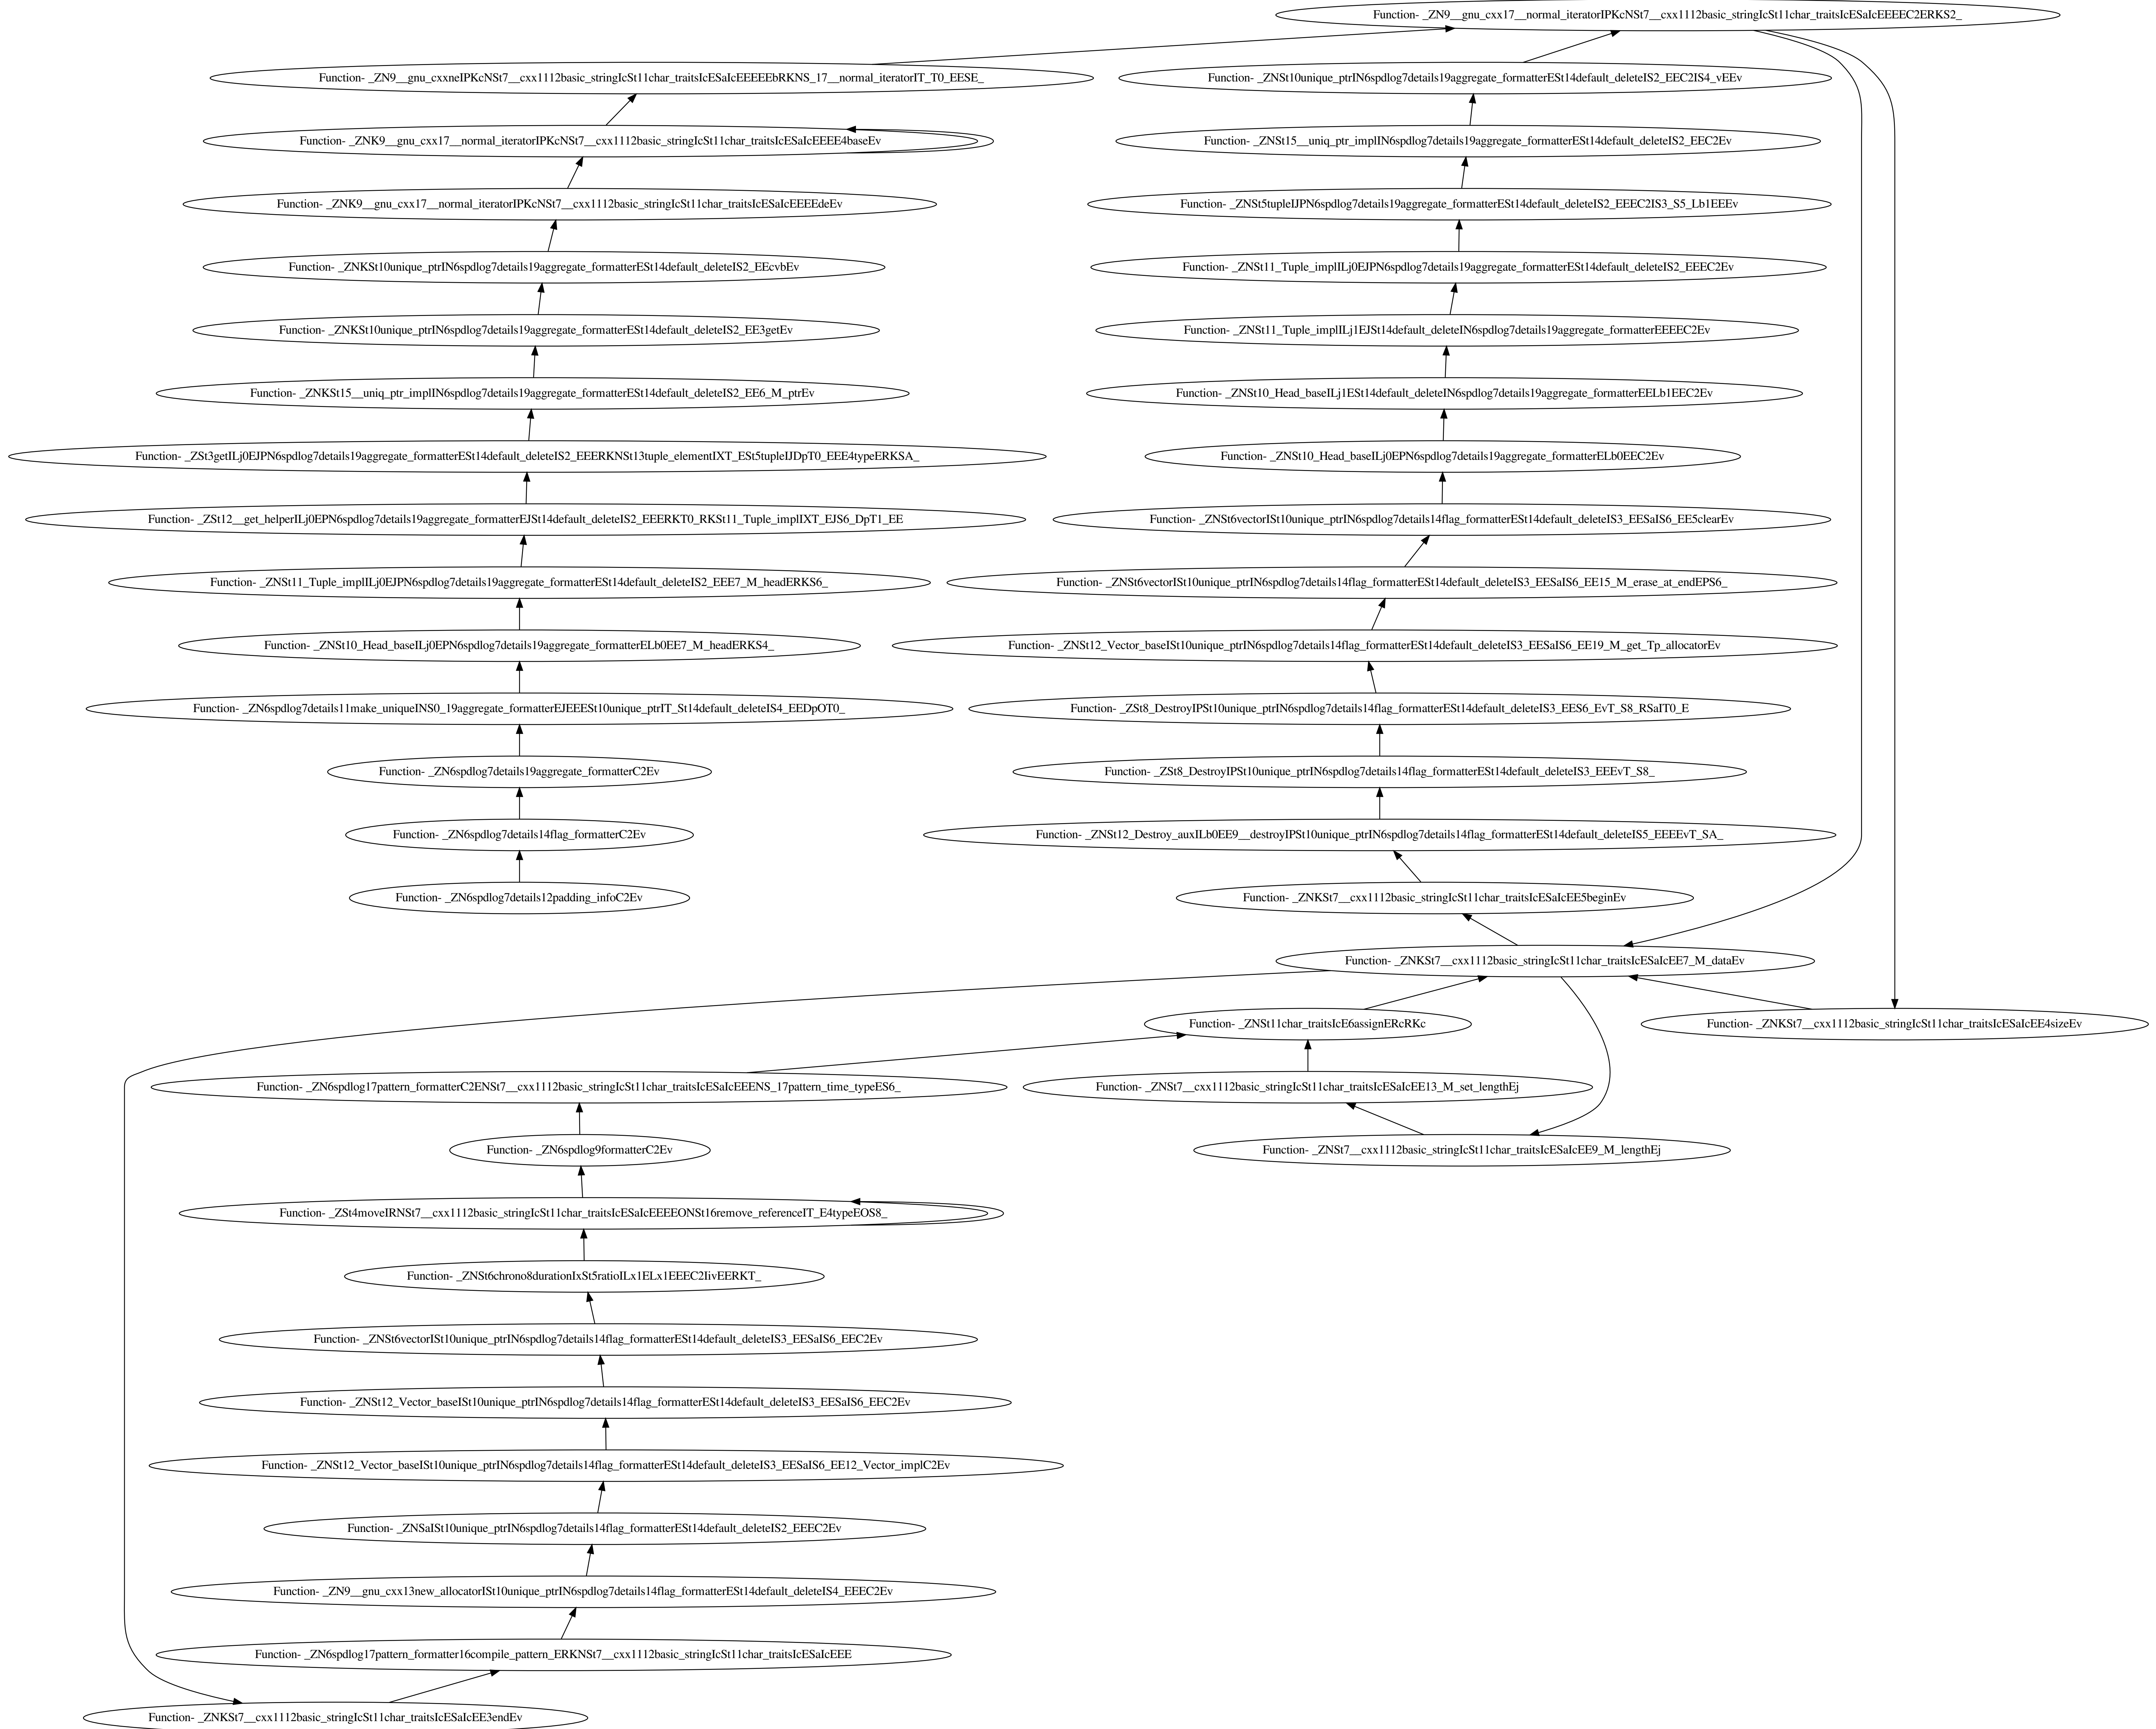 Function- _ZN9__gnu_cxx17__normal_iteratorIPKcNSt7__cxx1112basic_stringIcSt11char_traitsIcESaIcEEEEC2ERKS2_
Function- _ZN9__gnu_cxxneIPKcNSt7__cxx1112basic_stringIcSt11char_traitsIcESaIcEEEEEbRKNS_17__normal_iteratorIT_T0_EESE_
Function- _ZNSt10unique_ptrIN6spdlog7details19aggregate_formatterESt14default_deleteIS2_EEC2IS4_vEEv
Function- _ZNK9__gnu_cxx17__normal_iteratorIPKcNSt7__cxx1112basic_stringIcSt11char_traitsIcESaIcEEEE4baseEv
Function- _ZNSt15__uniq_ptr_implIN6spdlog7details19aggregate_formatterESt14default_deleteIS2_EEC2Ev
Function- _ZNK9__gnu_cxx17__normal_iteratorIPKcNSt7__cxx1112basic_stringIcSt11char_traitsIcESaIcEEEEdeEv
Function- _ZNSt5tupleIJPN6spdlog7details19aggregate_formatterESt14default_deleteIS2_EEEC2IS3_S5_Lb1EEEv
Function- _ZNKSt10unique_ptrIN6spdlog7details19aggregate_formatterESt14default_deleteIS2_EEcvbEv
Function- _ZNSt11_Tuple_implILj0EJPN6spdlog7details19aggregate_formatterESt14default_deleteIS2_EEEC2Ev
Function- _ZNKSt10unique_ptrIN6spdlog7details19aggregate_formatterESt14default_deleteIS2_EE3getEv
Function- _ZNSt11_Tuple_implILj1EJSt14default_deleteIN6spdlog7details19aggregate_formatterEEEEC2Ev
Function- _ZNKSt15__uniq_ptr_implIN6spdlog7details19aggregate_formatterESt14default_deleteIS2_EE6_M_ptrEv
Function- _ZNSt10_Head_baseILj1ESt14default_deleteIN6spdlog7details19aggregate_formatterEELb1EEC2Ev
Function- _ZSt3getILj0EJPN6spdlog7details19aggregate_formatterESt14default_deleteIS2_EEERKNSt13tuple_elementIXT_ESt5tupleIJDpT0_EEE4typeERKSA_
Function- _ZNSt10_Head_baseILj0EPN6spdlog7details19aggregate_formatterELb0EEC2Ev
Function- _ZSt12__get_helperILj0EPN6spdlog7details19aggregate_formatterEJSt14default_deleteIS2_EEERKT0_RKSt11_Tuple_implIXT_EJS6_DpT1_EE
Function- _ZNSt6vectorISt10unique_ptrIN6spdlog7details14flag_formatterESt14default_deleteIS3_EESaIS6_EE5clearEv
Function- _ZNSt11_Tuple_implILj0EJPN6spdlog7details19aggregate_formatterESt14default_deleteIS2_EEE7_M_headERKS6_
Function- _ZNSt6vectorISt10unique_ptrIN6spdlog7details14flag_formatterESt14default_deleteIS3_EESaIS6_EE15_M_erase_at_endEPS6_
Function- _ZNSt10_Head_baseILj0EPN6spdlog7details19aggregate_formatterELb0EE7_M_headERKS4_
Function- _ZNSt12_Vector_baseISt10unique_ptrIN6spdlog7details14flag_formatterESt14default_deleteIS3_EESaIS6_EE19_M_get_Tp_allocatorEv
Function- _ZN6spdlog7details11make_uniqueINS0_19aggregate_formatterEJEEESt10unique_ptrIT_St14default_deleteIS4_EEDpOT0_
Function- _ZSt8_DestroyIPSt10unique_ptrIN6spdlog7details14flag_formatterESt14default_deleteIS3_EES6_EvT_S8_RSaIT0_E
Function- _ZN6spdlog7details19aggregate_formatterC2Ev
Function- _ZSt8_DestroyIPSt10unique_ptrIN6spdlog7details14flag_formatterESt14default_deleteIS3_EEEvT_S8_
Function- _ZN6spdlog7details14flag_formatterC2Ev
Function- _ZNSt12_Destroy_auxILb0EE9__destroyIPSt10unique_ptrIN6spdlog7details14flag_formatterESt14default_deleteIS5_EEEEvT_SA_
Function- _ZN6spdlog7details12padding_infoC2Ev
Function- _ZNKSt7__cxx1112basic_stringIcSt11char_traitsIcESaIcEE5beginEv
Function- _ZNKSt7__cxx1112basic_stringIcSt11char_traitsIcESaIcEE7_M_dataEv
Function- _ZNSt11char_traitsIcE6assignERcRKc
Function- _ZNKSt7__cxx1112basic_stringIcSt11char_traitsIcESaIcEE4sizeEv
Function- _ZN6spdlog17pattern_formatterC2ENSt7__cxx1112basic_stringIcSt11char_traitsIcESaIcEEENS_17pattern_time_typeES6_
Function- _ZNSt7__cxx1112basic_stringIcSt11char_traitsIcESaIcEE13_M_set_lengthEj
Function- _ZN6spdlog9formatterC2Ev
Function- _ZNSt7__cxx1112basic_stringIcSt11char_traitsIcESaIcEE9_M_lengthEj
Function- _ZSt4moveIRNSt7__cxx1112basic_stringIcSt11char_traitsIcESaIcEEEEONSt16remove_referenceIT_E4typeEOS8_
Function- _ZNSt6chrono8durationIxSt5ratioILx1ELx1EEEC2IivEERKT_
Function- _ZNSt6vectorISt10unique_ptrIN6spdlog7details14flag_formatterESt14default_deleteIS3_EESaIS6_EEC2Ev
Function- _ZNSt12_Vector_baseISt10unique_ptrIN6spdlog7details14flag_formatterESt14default_deleteIS3_EESaIS6_EEC2Ev
Function- _ZNSt12_Vector_baseISt10unique_ptrIN6spdlog7details14flag_formatterESt14default_deleteIS3_EESaIS6_EE12_Vector_implC2Ev
Function- _ZNSaISt10unique_ptrIN6spdlog7details14flag_formatterESt14default_deleteIS2_EEEC2Ev
Function- _ZN9__gnu_cxx13new_allocatorISt10unique_ptrIN6spdlog7details14flag_formatterESt14default_deleteIS4_EEEC2Ev
Function- _ZN6spdlog17pattern_formatter16compile_pattern_ERKNSt7__cxx1112basic_stringIcSt11char_traitsIcESaIcEEE
Function- _ZNKSt7__cxx1112basic_stringIcSt11char_traitsIcESaIcEE3endEv